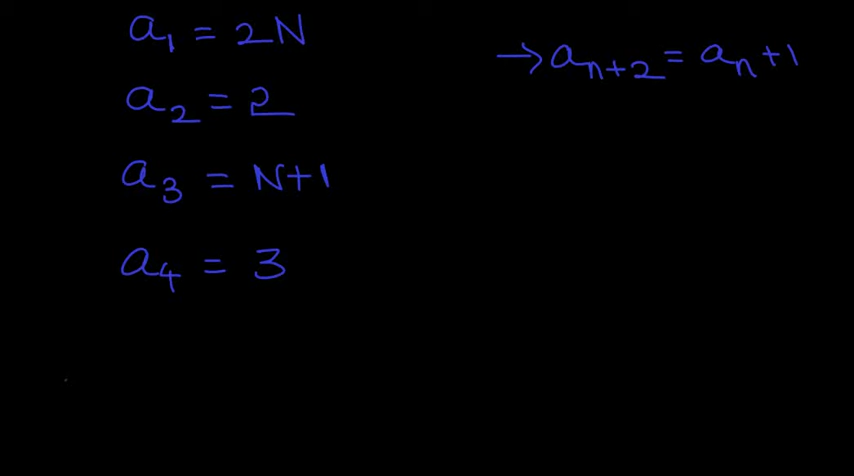 a₁ = 2N
→ aₙ₊₂ = aₙ + 1
a₂ = 2
a₃ = N+1
a₄ = 3